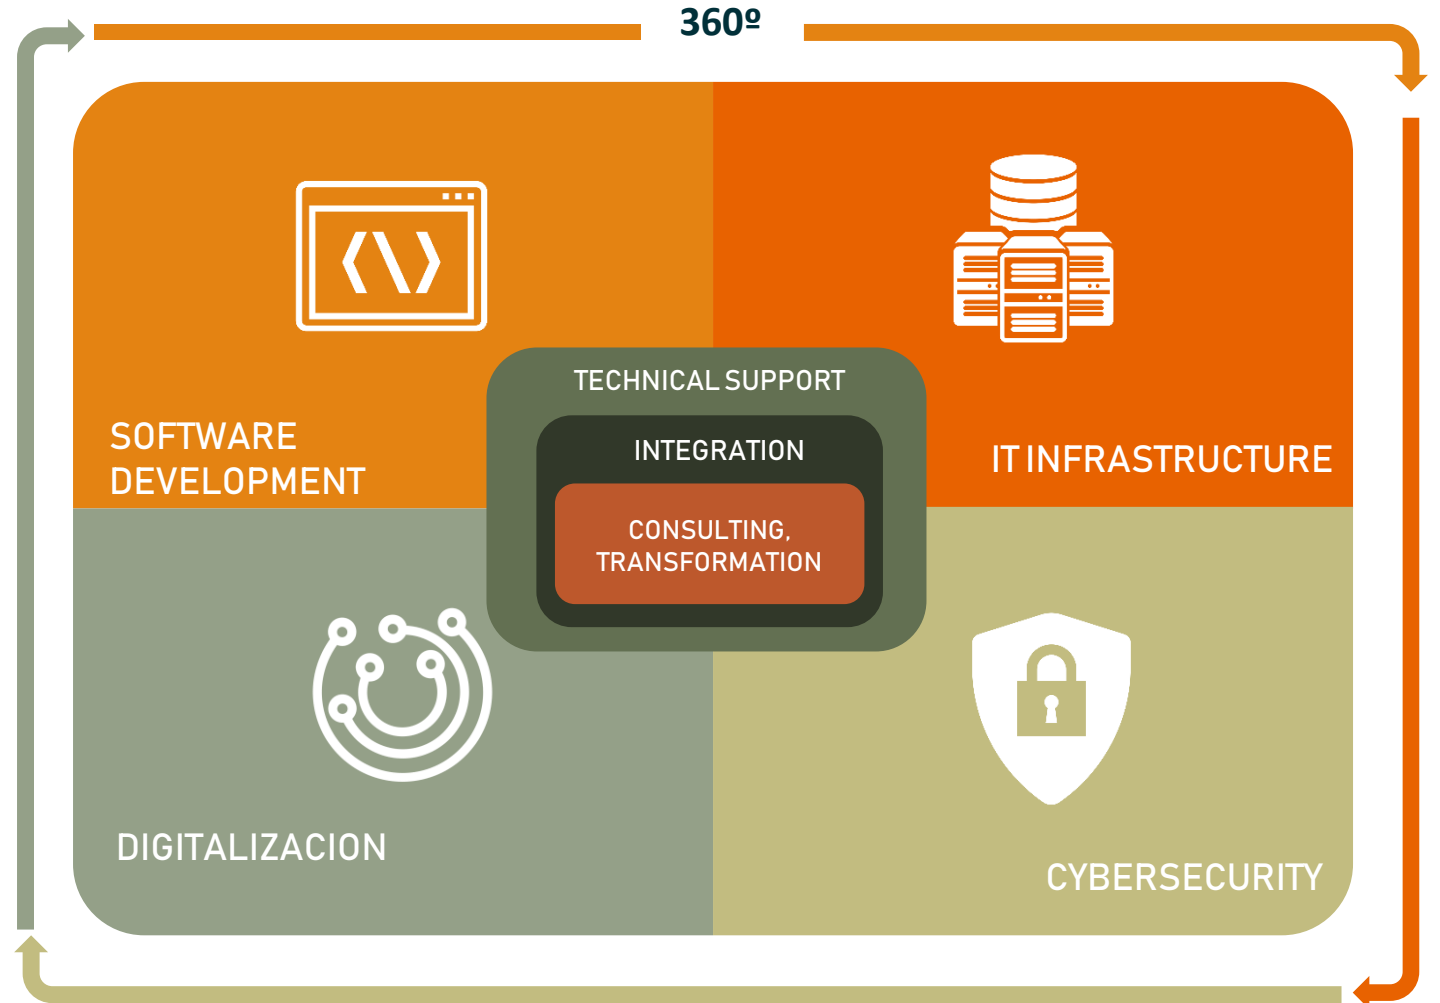 360º
TECHNICAL SUPPORT
SOFTWARE
DEVELOPMENT
INTEGRATION
IT INFRASTRUCTURE
CONSULTING,
TRANSFORMATION
DIGITALIZACION
CYBERSECURITY